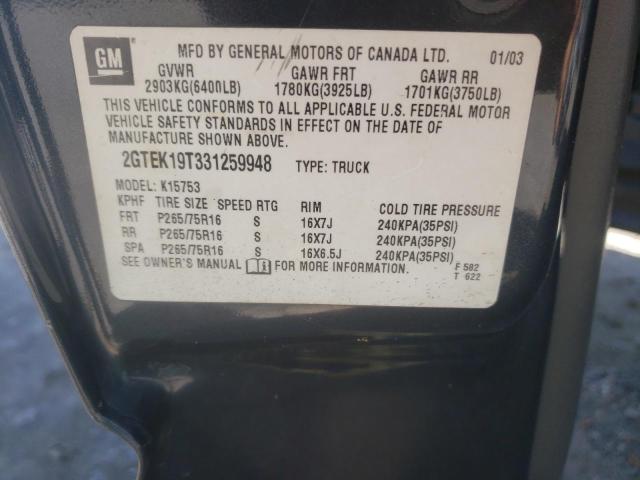 GM
MFD BY GENERAL MOTORS OF CANADA LTD. 01/03
GVWR GAWR FRT GAWR RR
2903KG(6400LB) 1780KG(3925LB) 1701KG(3750LB)
THIS VEHICLE CONFORMS TO ALL APPLICABLE U.S. FEDERAL MOTOR
VEHICLE SAFETY STANDARDS IN EFFECT ON THE DATE OF
MANUFACTURE SHOWN ABOVE.
2GTEK19T331259948 TYPE: TRUCK
MODEL: K15753
KPHF TIRE SIZE SPEED RTG RIM COLD TIRE PRESSURE
FRT P265/75R16 S 16X7J 240KPA(35PSI)
RR P265/75R16 S 16X7J 240KPA(35PSI)
SPA P265/75R16 S 16X6.5J 240KPA(35PSI)
SEE OWNER'S MANUAL FOR MORE INFORMATION.
F 582
T 622